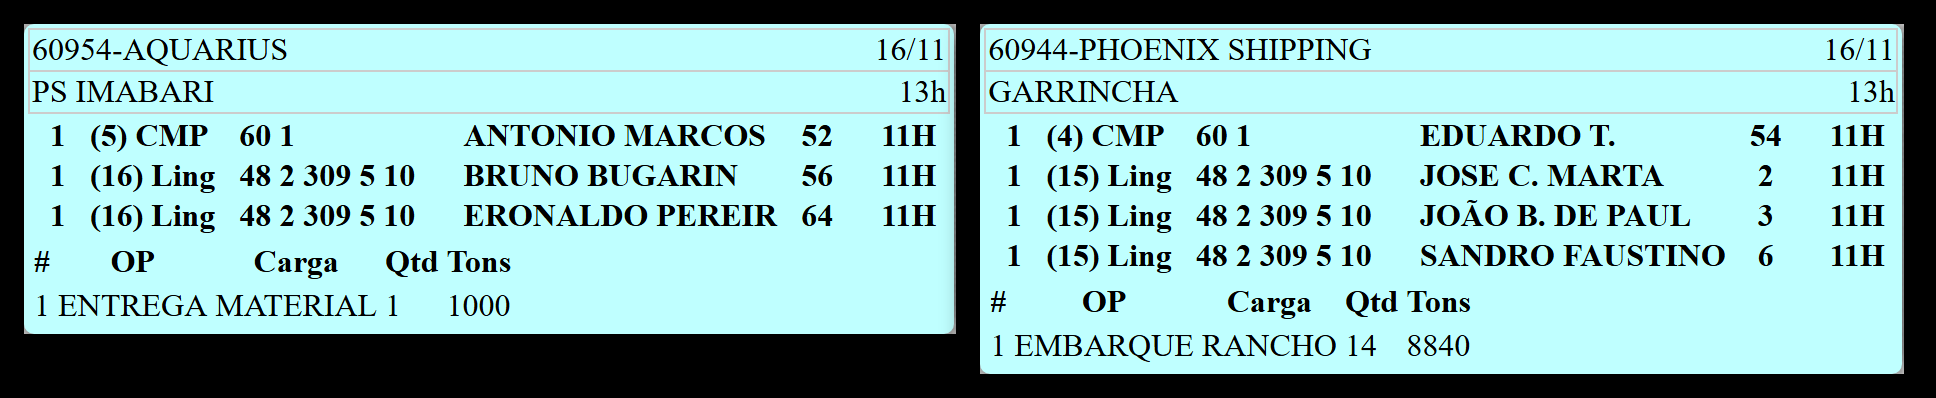 60954-AQUARIUS 16/11
PS IMABARI 13h
1 (5) CMP 60 1 ANTONIO MARCOS 52 11H
1 (16) Ling 48 2 309 5 10 BRUNO BUGARIN 56 11H
1 (16) Ling 48 2 309 5 10 ERONALDO PEREIR 64 11H
# OP Carga Qtd Tons
1 ENTREGA MATERIAL 1 1000
60944-PHOENIX SHIPPING 16/11
GARRINCHA 13h
1 (4) CMP 60 1 EDUARDO T. 54 11H
1 (15) Ling 48 2 309 5 10 JOSE C. MARTA 2 11H
1 (15) Ling 48 2 309 5 10 JOÃO B. DE PAUL 3 11H
1 (15) Ling 48 2 309 5 10 SANDRO FAUSTINO 6 11H
# OP Carga Qtd Tons
1 EMBARQUE RANCHO 14 8840